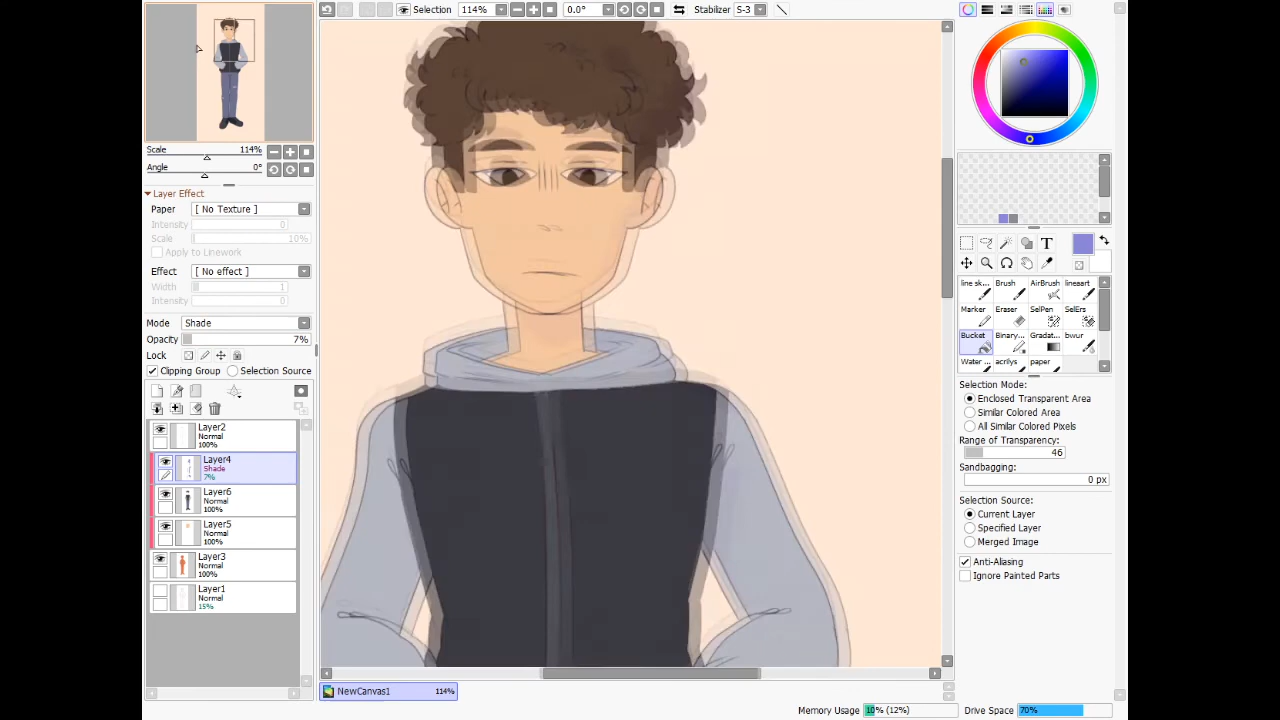 Selection 114% 0.0° Stabilizer S-3
Scale 114%
Angle 0°
Layer Effect
Paper [ No Texture ]
Intensity 0
Scale 10%
Apply to Linework
Effect [ No effect ]
Width 1
Intensity 0
Mode Shade
Opacity 7%
Lock
Clipping Group Selection Source
Layer2
Normal
100%
Layer4
Shade
7%
Layer6
Normal
100%
Layer5
Normal
100%
Layer3
Normal
100%
Layer1
Normal
15%
NewCanvas1 114%
T
line sk... Brush AirBrush lineart
Marker Eraser SelPen SelErs
Bucket Binary... Gradat... bwur
Water ... acrilys paper
Selection Mode:
Enclosed Transparent Area
Similar Colored Area
All Similar Colored Pixels
Range of Transparency:
46
Sandbagging:
0 px
Selection Source:
Current Layer
Specified Layer
Merged Image
Anti-Aliasing
Ignore Painted Parts
Memory Usage 10% (12%) Drive Space 70%